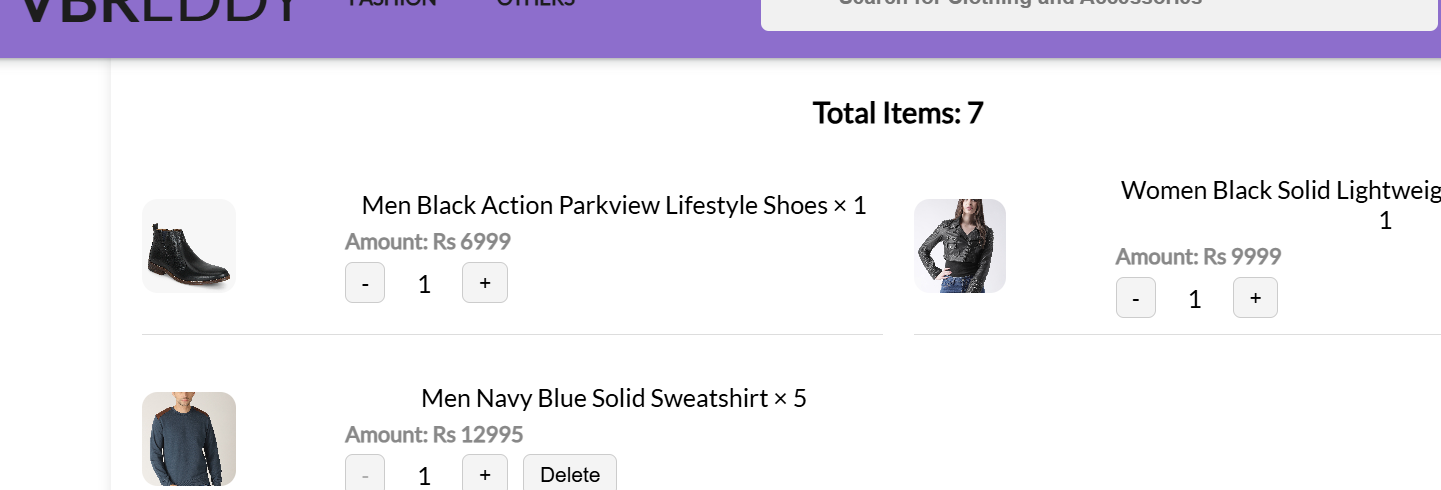 VBREDDY FASHION OTHERS Search for Clothing and Accessories
Total Items: 7
Men Black Action Parkview Lifestyle Shoes × 1
Amount: Rs 6999
- 1 +
Women Black Solid Lightweig
1
Amount: Rs 9999
- 1 +
Men Navy Blue Solid Sweatshirt × 5
Amount: Rs 12995
- 1 + Delete